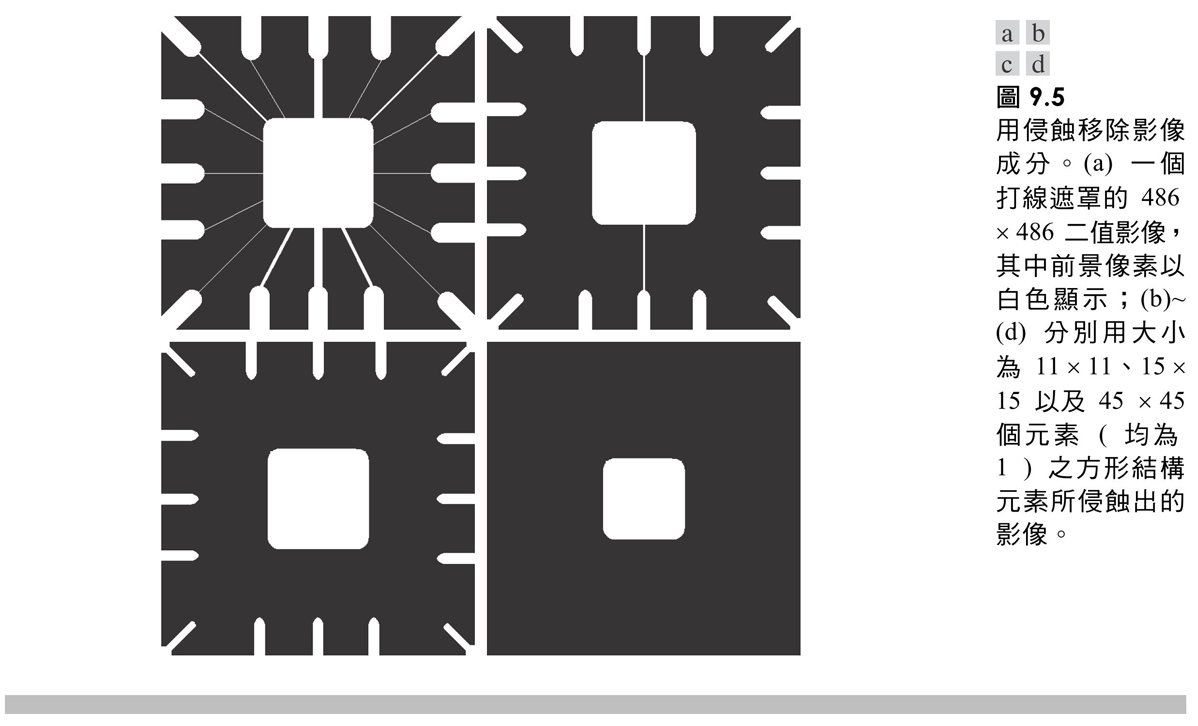 a b
c d
圖 9.5
用侵蝕移除影像
成分。(a) 一個
打線遮罩的 486
× 486 二值影像，
其中前景像素以
白色顯示；(b)~
(d) 分別用大小
為 11 × 11、15 ×
15 以及 45 × 45
個元素 ( 均為
1 ) 之方形結構
元素所侵蝕出的
影像。